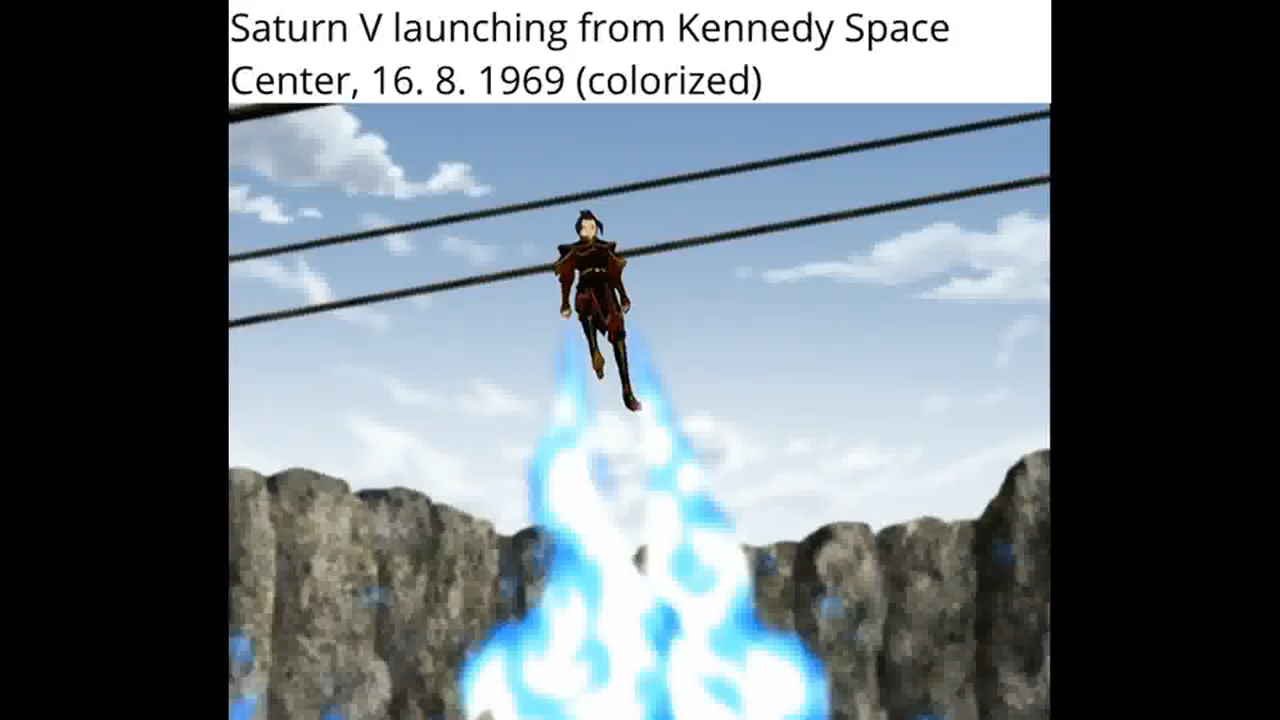 Saturn V launching from Kennedy Space
Center, 16. 8. 1969 (colorized)